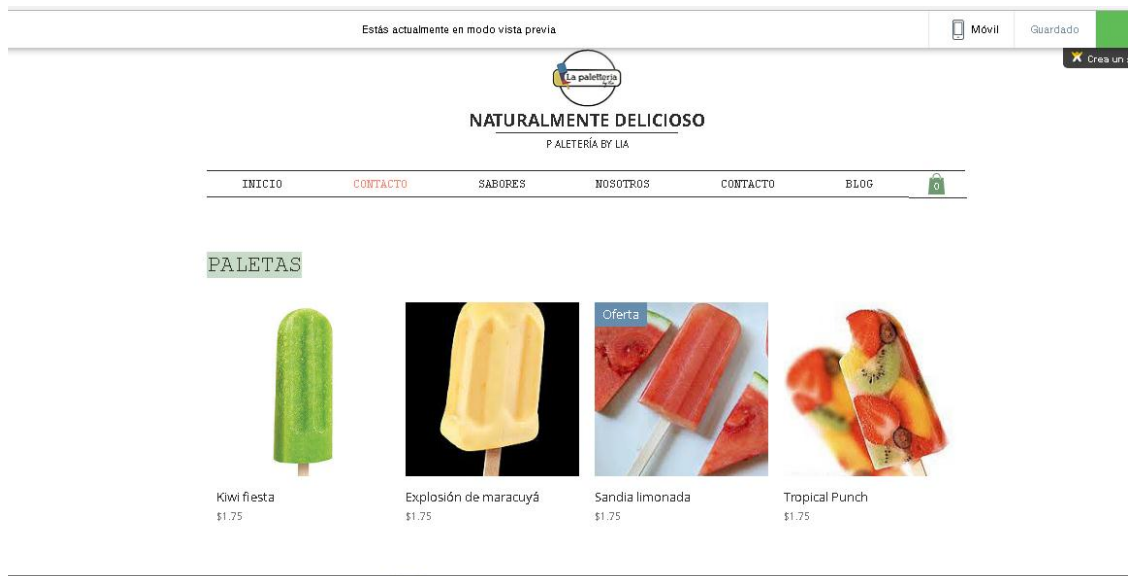 Estás actualmente en modo vista previa
Móvil
Guardado
Crea un
La paletteria
NATURALMENTE DELICIOSO
P ALETERÍA BY LIA
INICIO CONTACTO SABORES NOSOTROS CONTACTO BLOG 0
PALETAS
Oferta
Kiwi fiesta Explosión de maracuyá Sandia limonada Tropical Punch
$1.75 $1.75 $1.75 $1.75